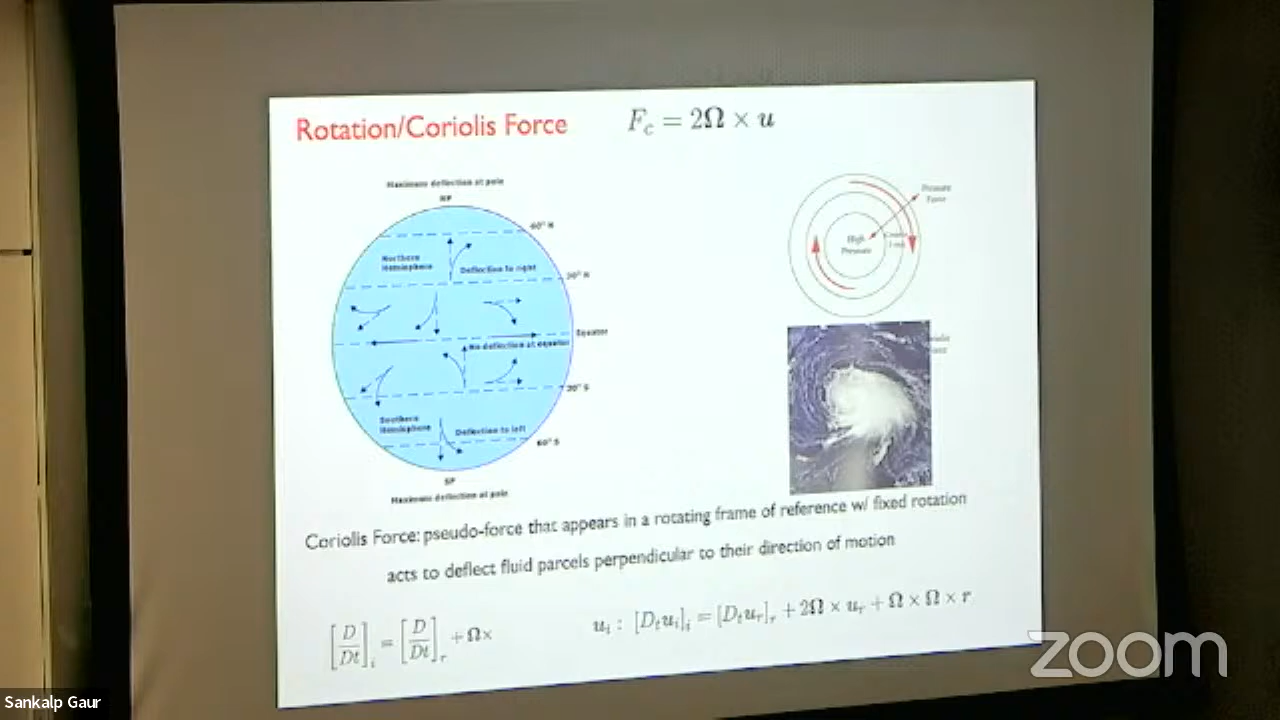 Rotation/Coriolis Force
F_c = 2Ω × u
Maximum deflection at pole
NP
60° N
Northern
Hemisphere
Deflection to right
30° N
Equator
No deflection at equator
30° S
Southern
Hemisphere
Deflection to left
60° S
SP
Maximum deflection at pole
Pressure
Force
High
Pressure
Coriolis Force: pseudo-force that appears in a rotating frame of reference w/ fixed rotation
acts to deflect fluid parcels perpendicular to their direction of motion
[D/Dt]_i = [D/Dt]_r + Ω×
u_i : [D_t u_i]_i = [D_t u_r]_r + 2Ω × u_r + Ω × Ω × r
zoom
Sankalp Gaur